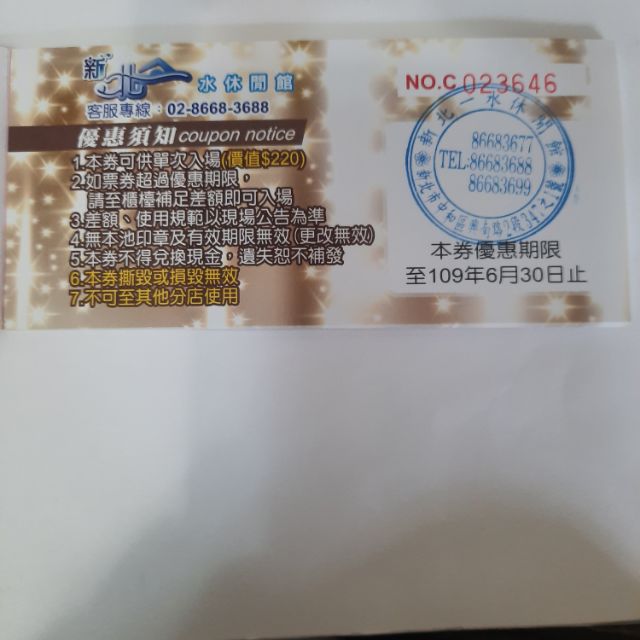 新北 水休閒館
客服專線:02-8668-3688
優惠須知 coupon notice
1.本券可供單次入場(價值$220)
2.如票券超過優惠期限,
請至櫃檯補足差額即可入場
3.差額、使用規範以現場公告為準
4.無本池印章及有效期限無效(更改無效)
5.本券不得兌換現金,遺失恕不補發
6.本券撕毀或損毀無效
7.不可至其他分店使用
NO.C 023646
新北一水休閒館
86683677
TEL-86683688
86683699
新北市中和區
本券優惠期限
至109年6月30日止